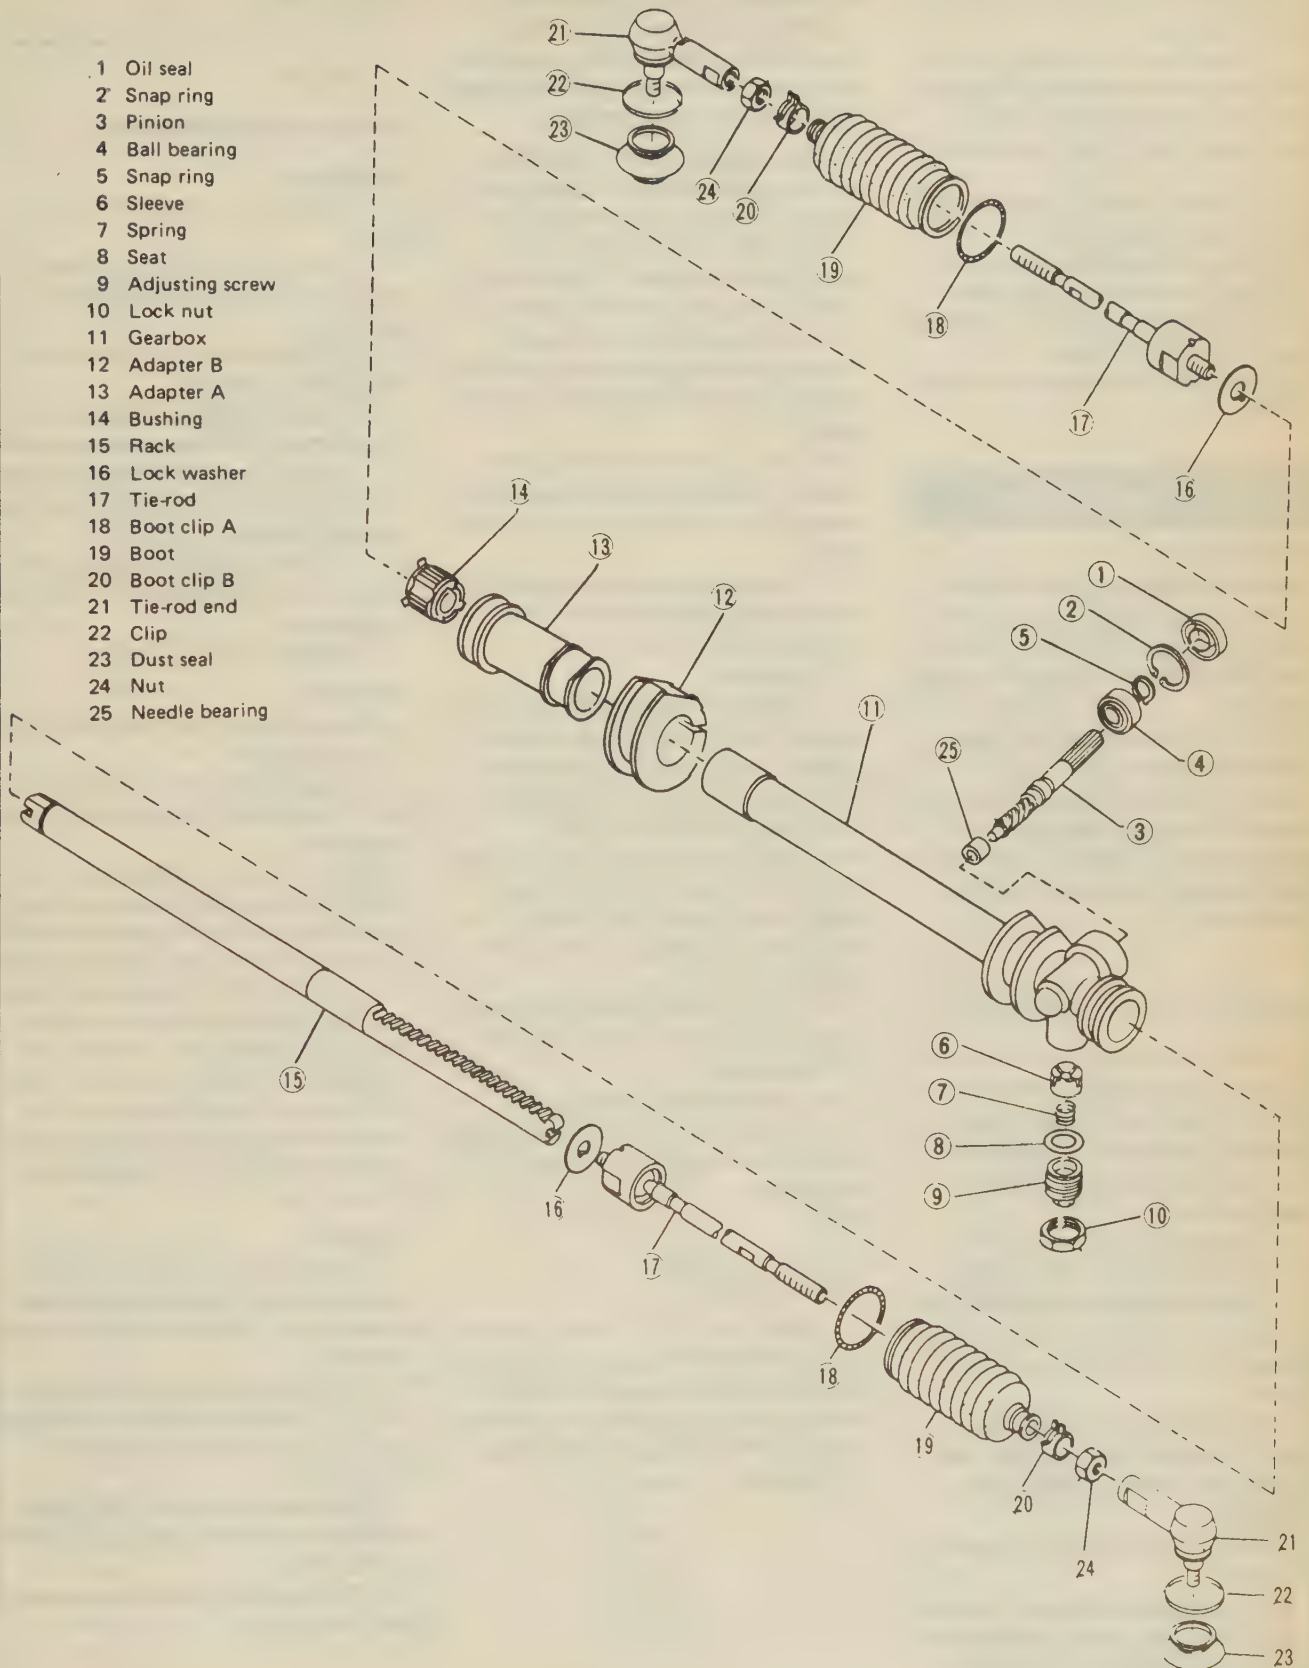 1 Oil seal
2 Snap ring
3 Pinion
4 Ball bearing
5 Snap ring
6 Sleeve
7 Spring
8 Seat
9 Adjusting screw
10 Lock nut
11 Gearbox
12 Adapter B
13 Adapter A
14 Bushing
15 Rack
16 Lock washer
17 Tie-rod
18 Boot clip A
19 Boot
20 Boot clip B
21 Tie-rod end
22 Clip
23 Dust seal
24 Nut
25 Needle bearing
21
22
23
24
20
19
18
17
16
14
13
12
1
2
5
11
25
4
3
6
7
8
9
10
15
16
17
18
19
20
24
21
22
23